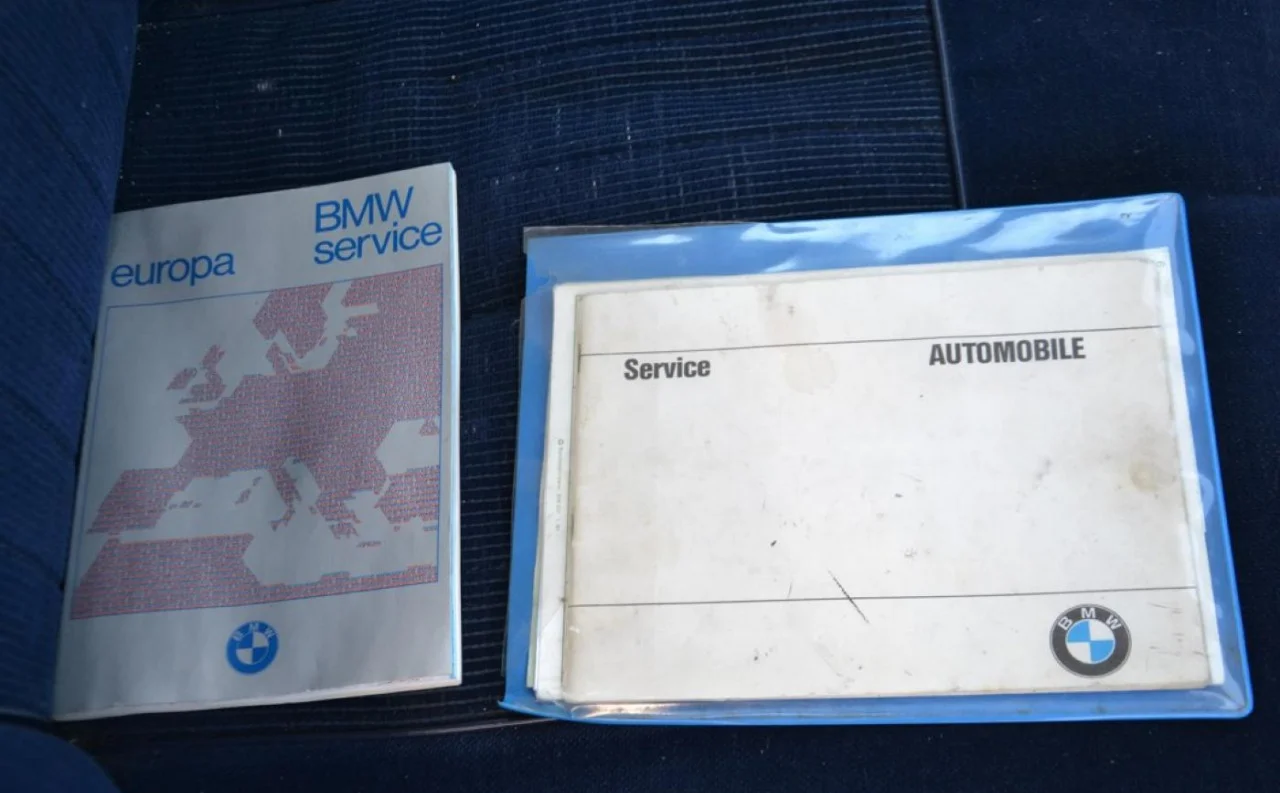 BMW
service
europa
BMW
Service
AUTOMOBILE
BMW